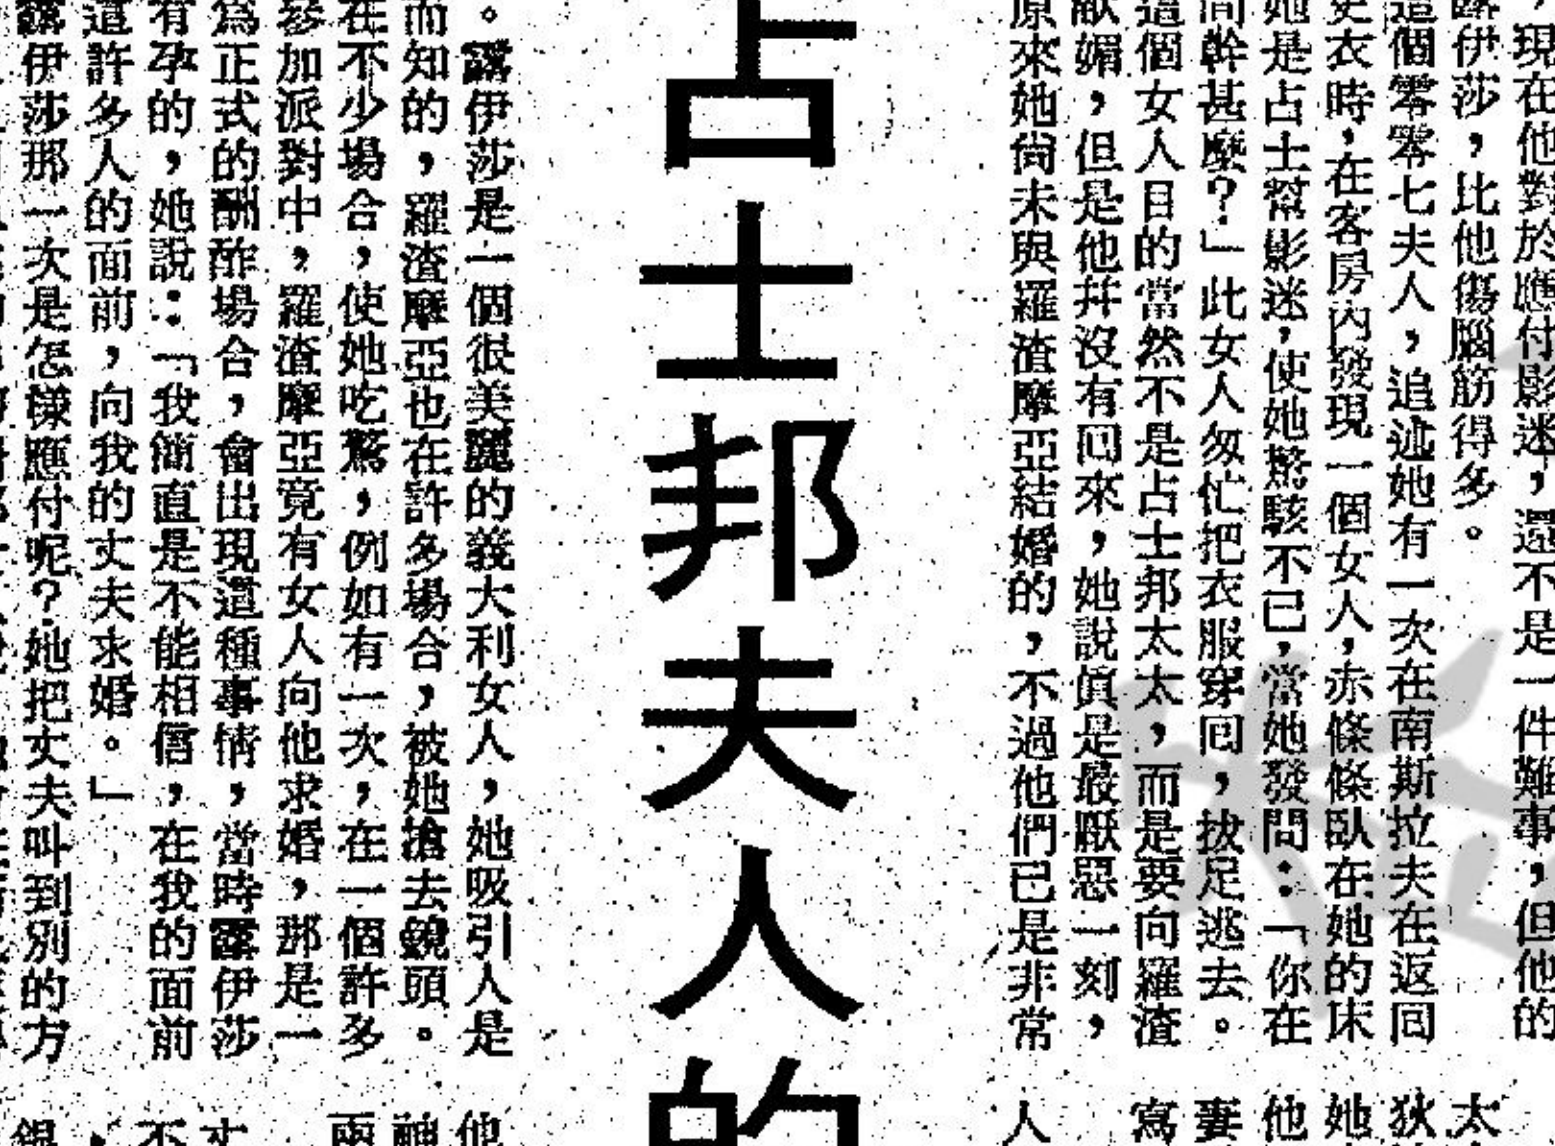 ，現在他對於應付影迷，還不是一件難事，但他的
露伊莎，比他傷腦筋得多。
這個零零七夫人，追述她有一次在南斯拉夫在返回
更衣時，在客房內發現一個女人，赤條條臥在她的床
她是占士幫影迷，使她驚駭不已，當她發問：「你在
間幹甚麼？」此女人匆忙把衣服穿回，拔足逃去。
這個女人目的當然不是占士邦太太，而是要向羅渣
獻媚，但是他幷沒有回來，她說眞是最厭惡一刻，
原來她尙未與羅渣摩亞結婚的，不過他們已是非常
占士邦夫人的
。露伊莎是一個很美麗的義大利女人，她吸引人是
而知的，羅渣摩亞也在許多場合，被她搶去鏡頭。
在不少場合，使她吃驚，例如有一次，在一個許多
參加派對中，羅渣摩亞竟有女人向他求婚，那是一
爲正式的酬酢場合，會出現這種事情，當時露伊莎
有孕的，她說：「我簡直是不能相信，在我的面前
這許多人的面前，向我的丈夫求婚。」
露伊莎那一次是怎樣應付呢？她把丈夫叫到別的方
太
狄
她
他
妻
寫
人
他
兩
丈
不